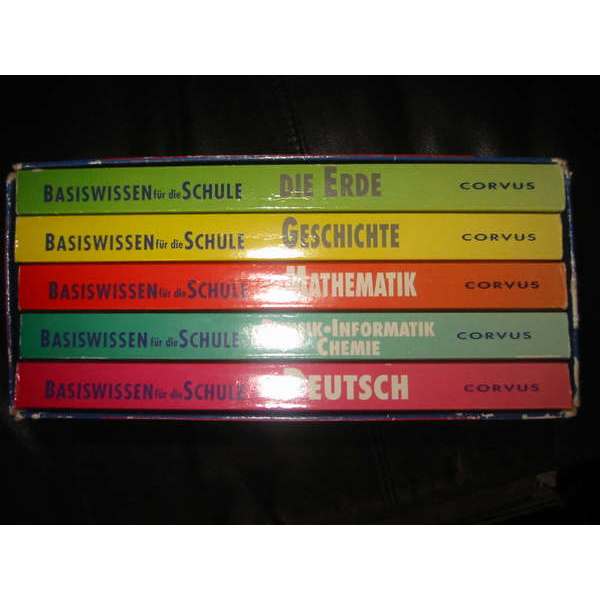 BASISWISSEN für die SCHULE DIE ERDE CORVUS
BASISWISSEN für die SCHULE GESCHICHTE CORVUS
BASISWISSEN für die SCHULE MATHEMATIK CORVUS
BASISWISSEN für die SCHULE PHYSIK-INFORMATIK CORVUS
CHEMIE
BASISWISSEN für die SCHULE DEUTSCH CORVUS